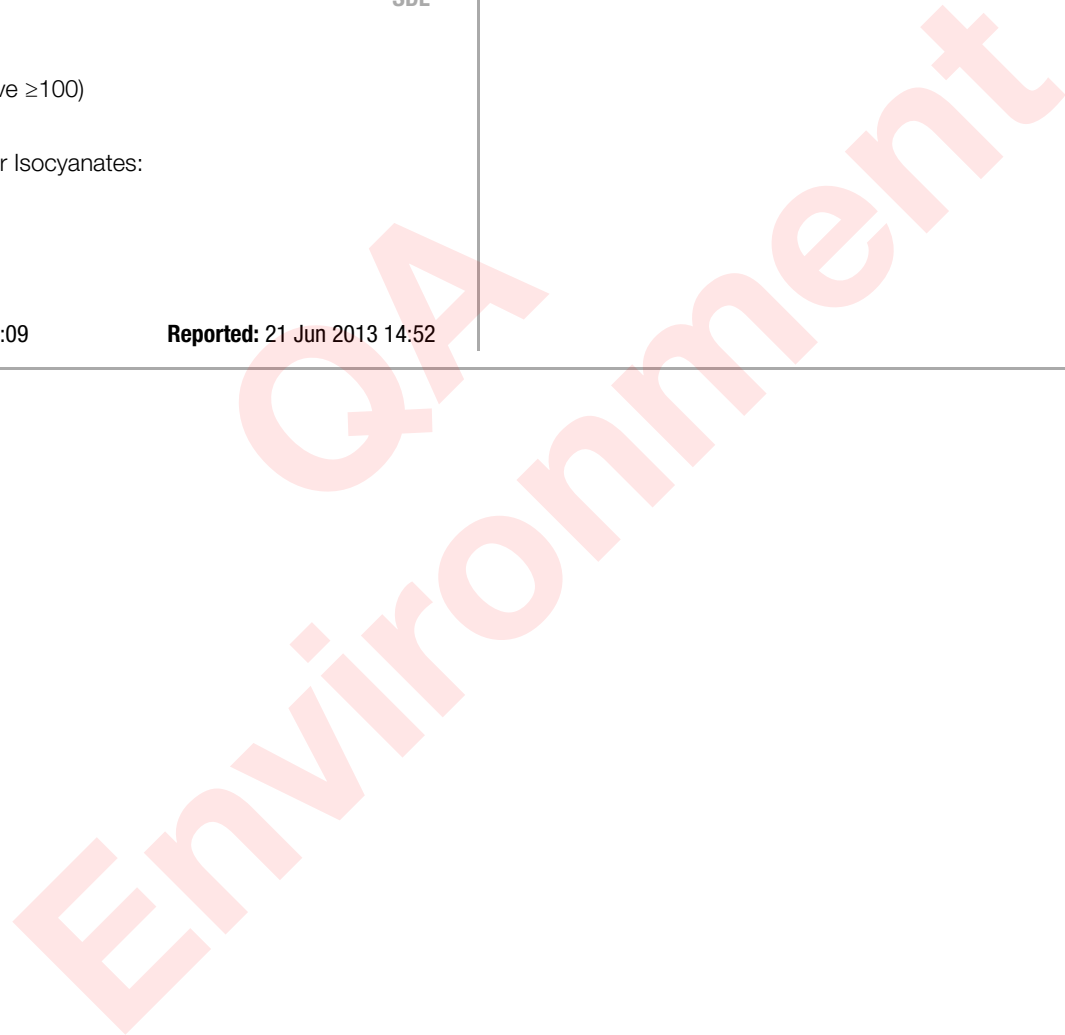 SDL
ve ≥100)
r Isocyanates:
:09 Reported: 21 Jun 2013 14:52
QA
Environment